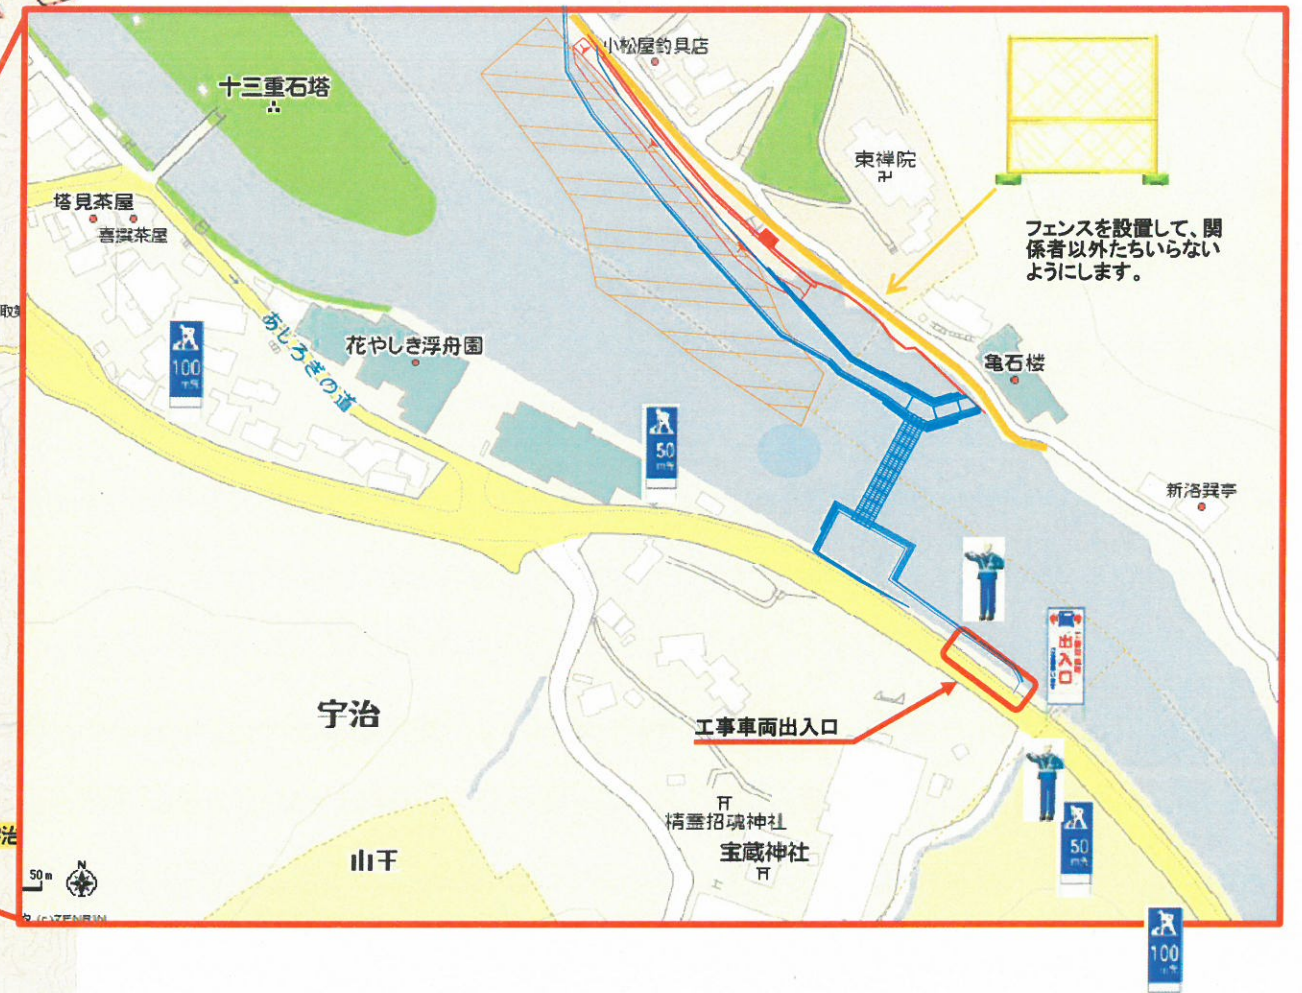 小松屋釣具店
十三重石塔
東禅院
塔見茶屋
喜撰茶屋
フェンスを設置して、関
係者以外たちいらない
ようにします。
あじろぎの道
花やしき浮舟園
亀石楼
100
50
新洛巽亭
出入口
工事車両出入口
宇治
精霊招魂神社
宝蔵神社
山王
50
N
50m
(c)ZENRIN
100